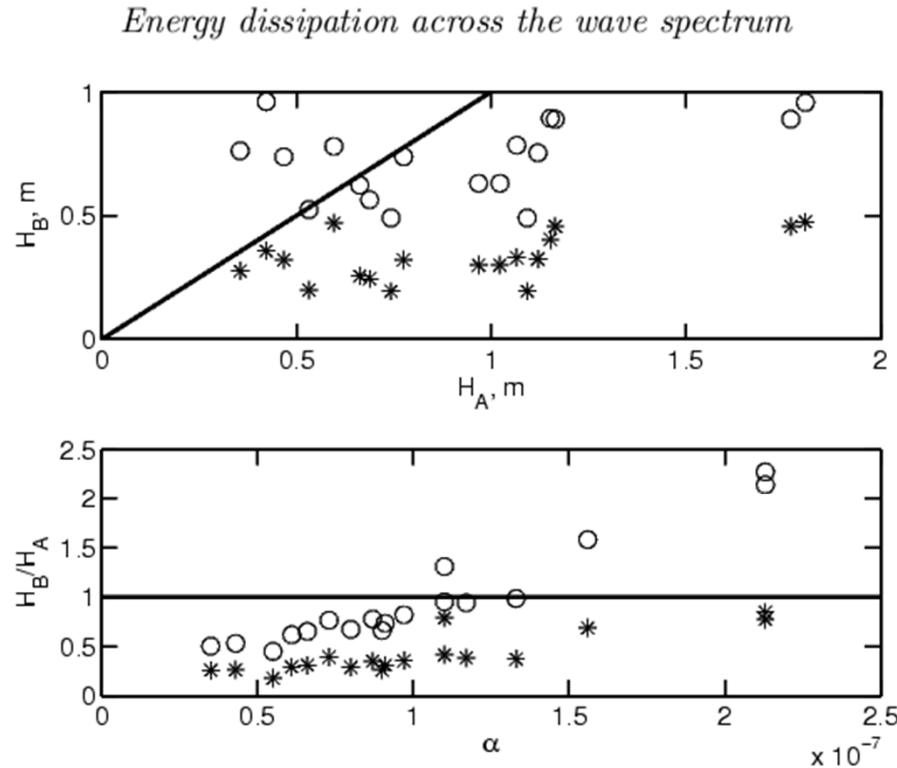 Energy dissipation across the wave spectrum
1
0.5
0
H_B, m
0 0.5 1 1.5 2
H_A, m
2.5
2
1.5
1
0.5
0
H_B/H_A
0 0.5 1 1.5 2 2.5
α
x 10^-7